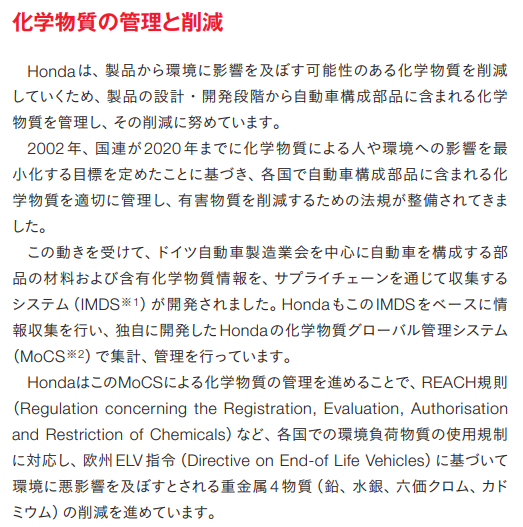 化学物質の管理と削減
Hondaは、製品から環境に影響を及ぼす可能性のある化学物質を削減
していくため、製品の設計・開発段階から自動車構成部品に含まれる化学
物質を管理し、その削減に努めています。
2002年、国連が2020年までに化学物質による人や環境への影響を最
小化する目標を定めたことに基づき、各国で自動車構成部品に含まれる化
学物質を適切に管理し、有害物質を削減するための法規が整備されてきま
した。
この動きを受けて、ドイツ自動車製造業会を中心に自動車を構成する部
品の材料および含有化学物質情報を、サプライチェーンを通じて収集する
システム（IMDS※1）が開発されました。HondaもこのIMDSをベースに情
報収集を行い、独自に開発したHondaの化学物質グローバル管理システム
（MoCS※2）で集計、管理を行っています。
HondaはこのMoCSによる化学物質の管理を進めることで、REACH規則
（Regulation concerning the Registration, Evaluation, Authorisation
and Restriction of Chemicals）など、各国での環境負荷物質の使用規制
に対応し、欧州ELV指令（Directive on End-of Life Vehicles）に基づいて
環境に悪影響を及ぼすとされる重金属4物質（鉛、水銀、六価クロム、カド
ミウム）の削減を進めています。